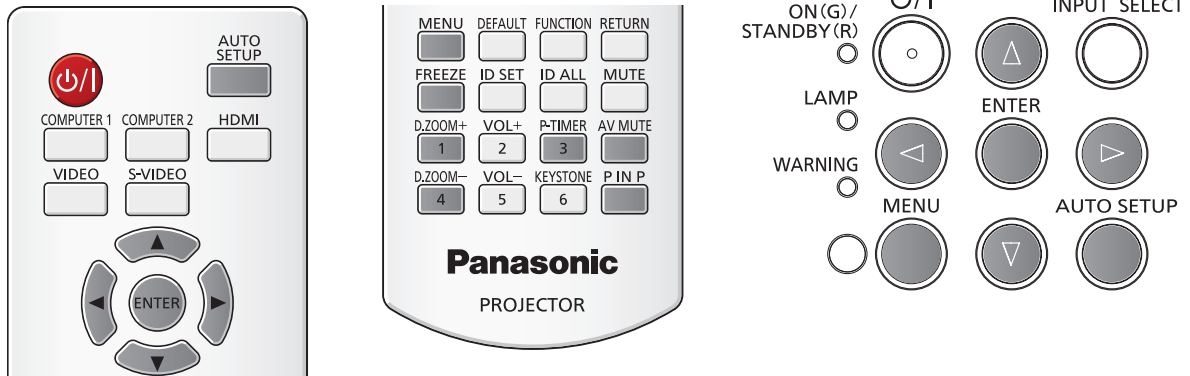 AUTO
SETUP
COMPUTER 1 COMPUTER 2 HDMI
VIDEO S-VIDEO
ENTER
MENU DEFAULT FUNCTION RETURN
FREEZE ID SET ID ALL MUTE
D.ZOOM+ VOL+ P-TIMER AV MUTE
1 2 3
D.ZOOM− VOL− KEYSTONE P IN P
4 5 6
Panasonic
PROJECTOR
ON(G)/
STANDBY(R)
INPUT SELECT
LAMP
ENTER
WARNING
MENU
AUTO SETUP